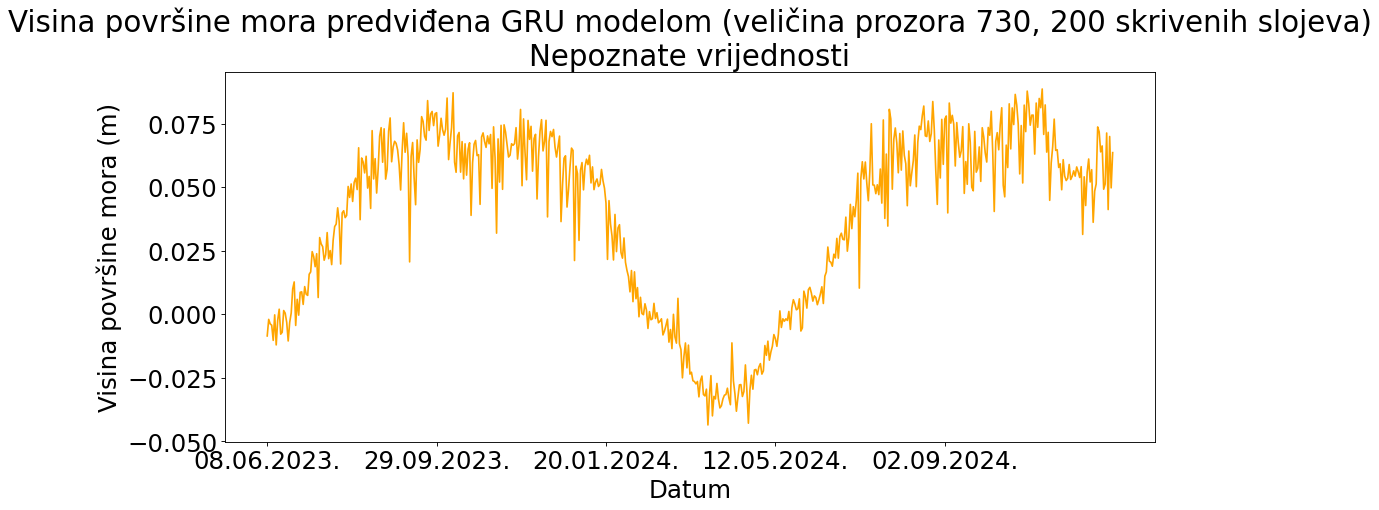 Visina površine mora predviđena GRU modelom (veličina prozora 730, 200 skrivenih slojeva)
Nepoznate vrijednosti
Visina površine mora (m)
0.075
0.050
0.025
0.000
−0.025
−0.050
08.06.2023.
29.09.2023.
20.01.2024.
12.05.2024.
02.09.2024.
Datum